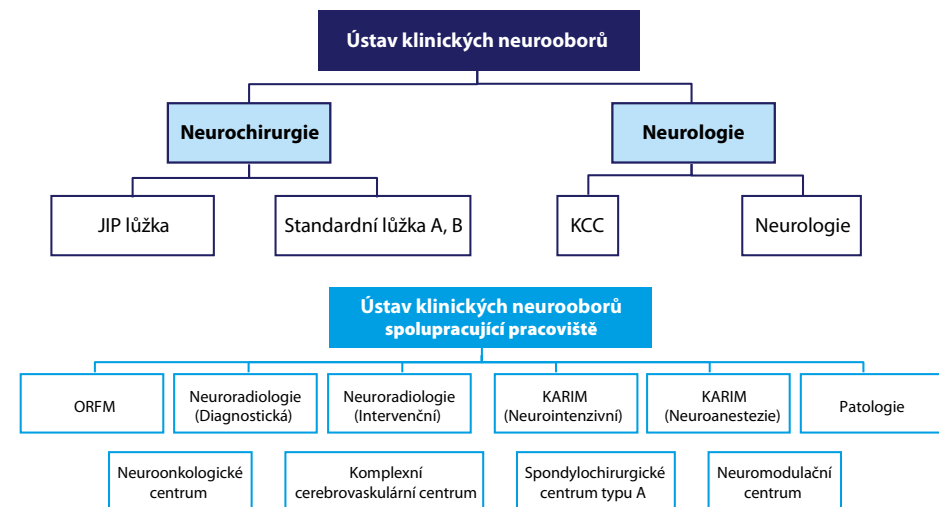 Ústav klinických neurooborů
Neurochirurgie
Neurologie
JIP lůžka
Standardní lůžka A, B
KCC
Neurologie
Ústav klinických neurooborů
spolupracující pracoviště
ORFM
Neuroradiologie
(Diagnostická)
Neuroradiologie
(Intervenční)
KARIM
(Neurointenzivní)
KARIM
(Neuroanestezie)
Patologie
Neuroonkologické
centrum
Komplexní
cerebrovaskulární centrum
Spondylochirurgické
centrum typu A
Neuromodulační
centrum